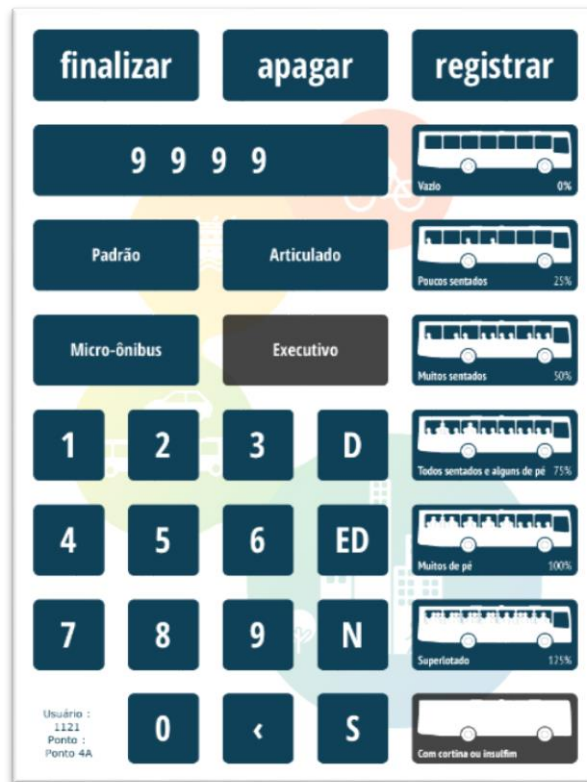 finalizar apagar registrar
9 9 9 9
Vazio 0%
Padrão Articulado
Poucos sentados 25%
Micro-ônibus Executivo
Muitos sentados 50%
1 2 3 D
Todos sentados e alguns de pé 75%
4 5 6 ED
Muitos de pé 100%
7 8 9 N
Superlotado 125%
Usuário :
1121
Ponto :
Ponto 4A
0 ‹ S
Com cortina ou insulfim